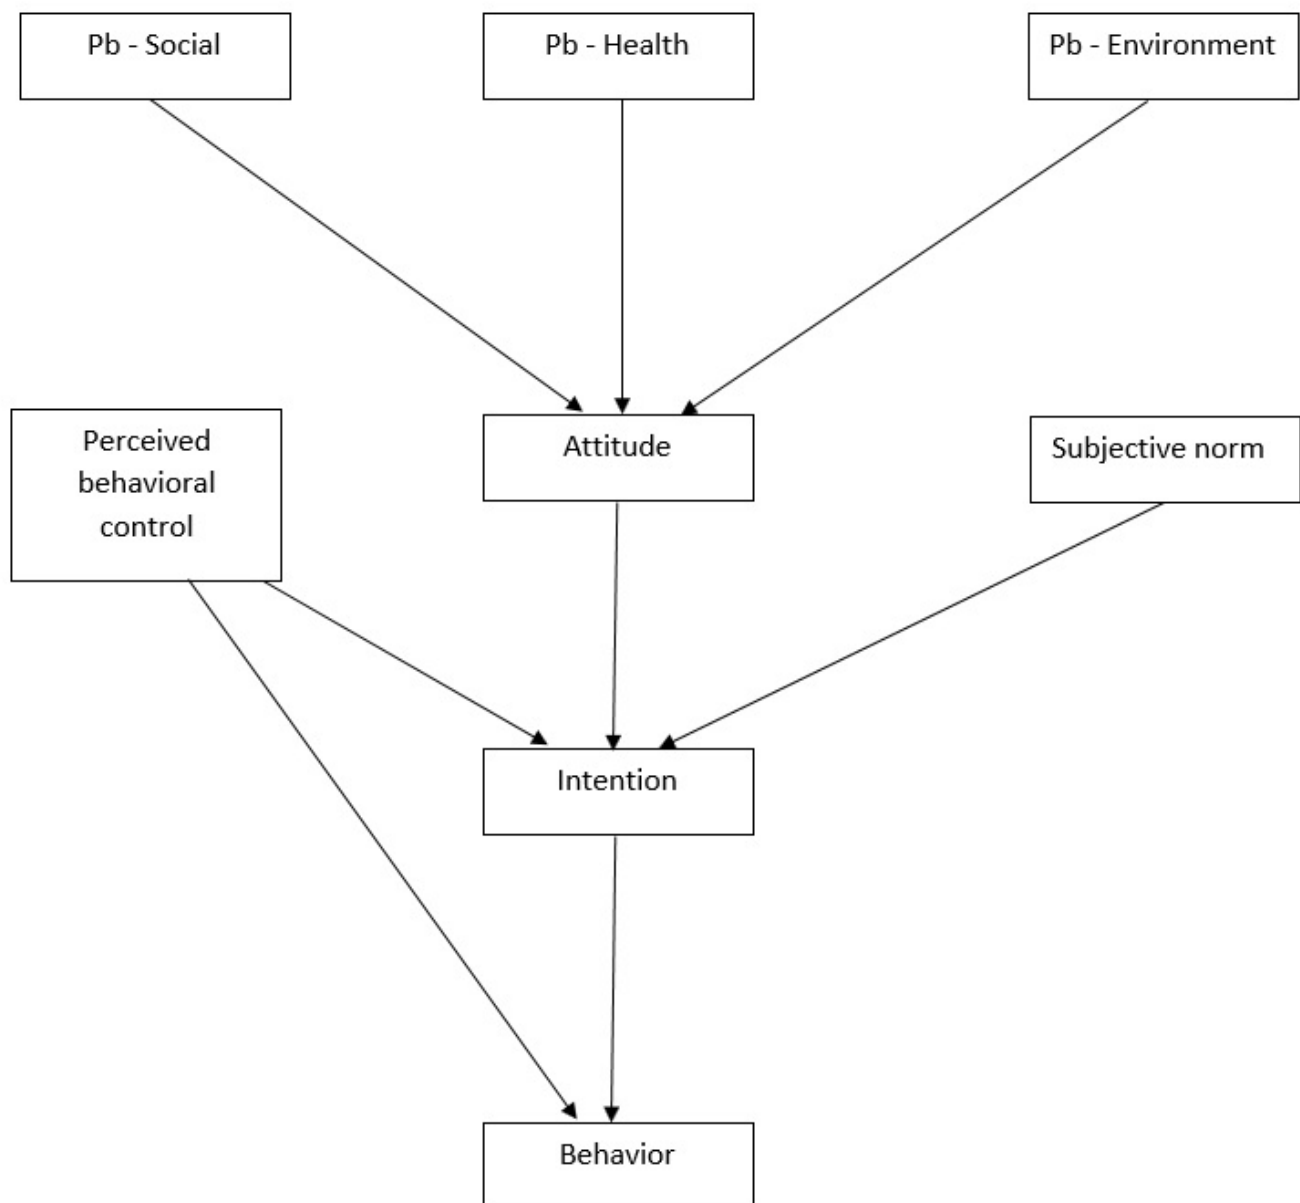 Pb - Social
Pb - Health
Pb - Environment
Perceived
behavioral
control
Attitude
Subjective norm
Intention
Behavior